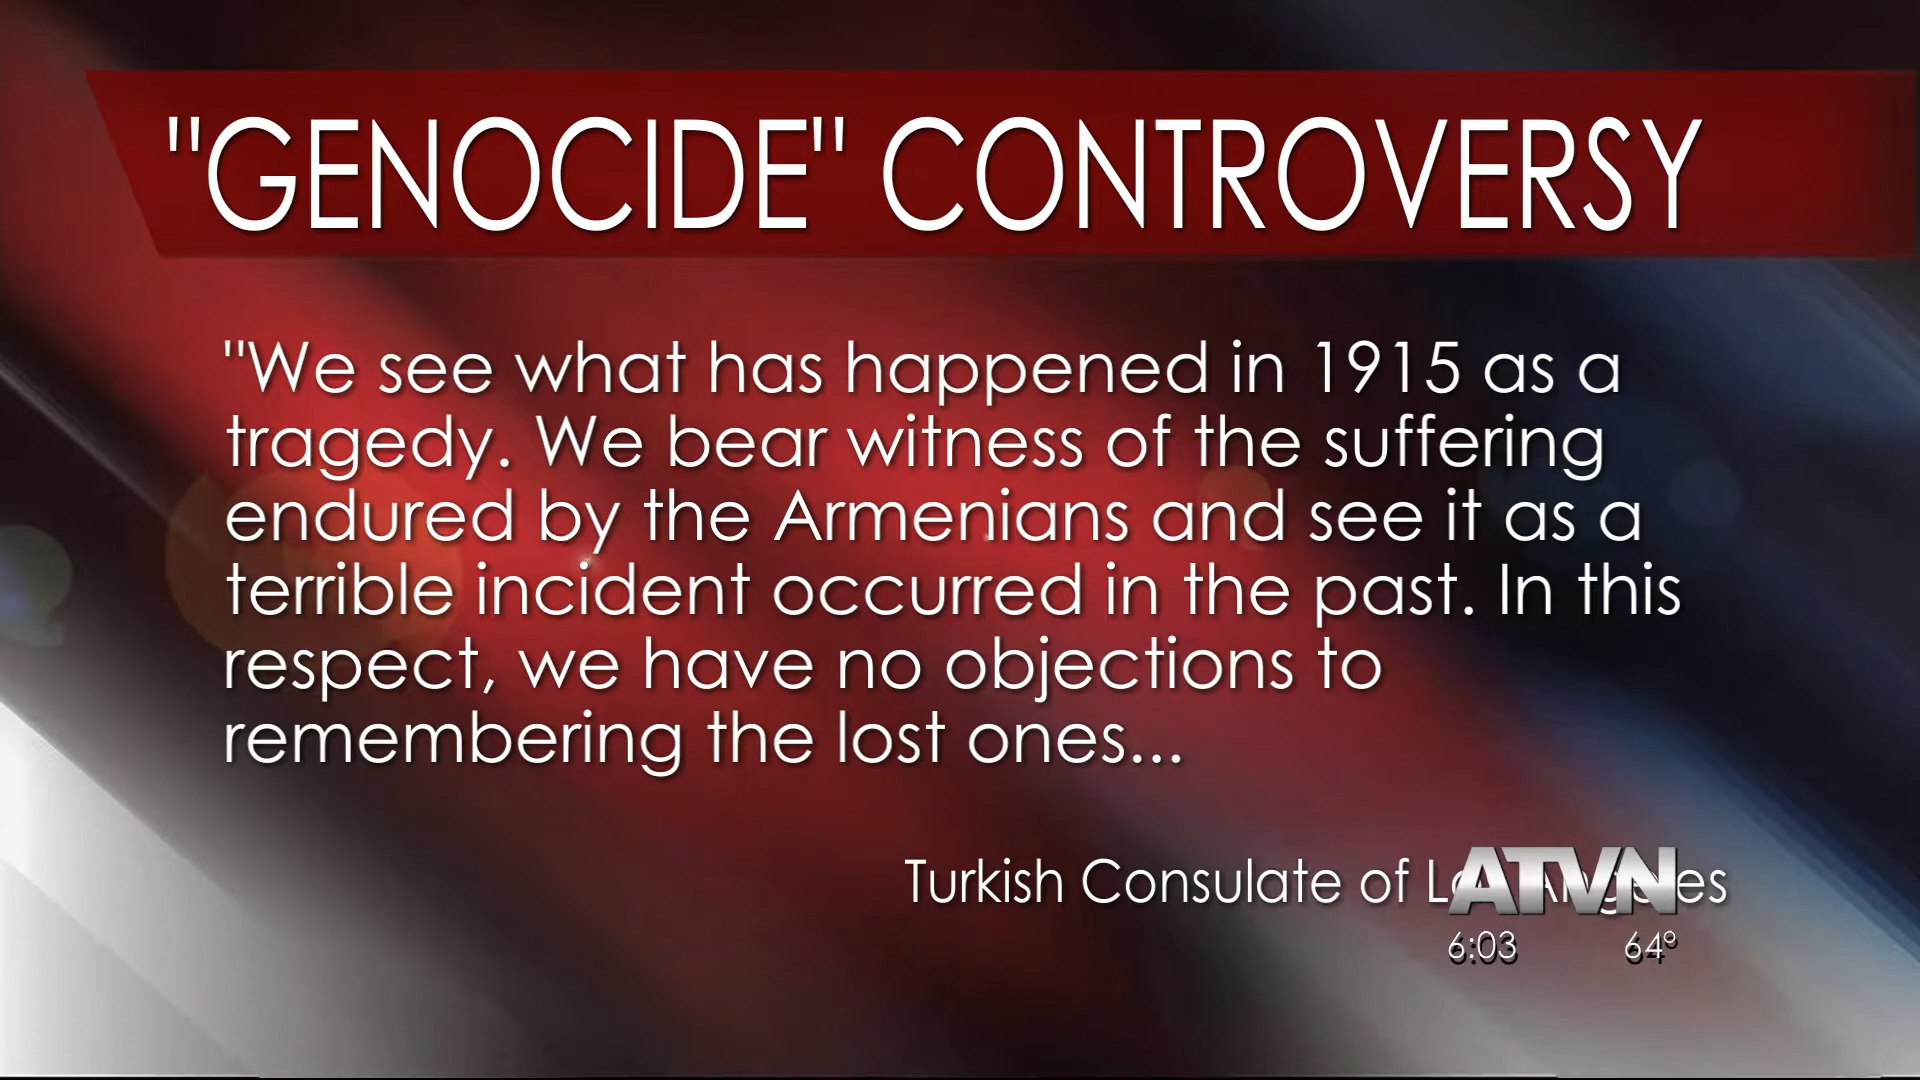 "GENOCIDE" CONTROVERSY
"We see what has happened in 1915 as a
tragedy. We bear witness of the suffering
endured by the Armenians and see it as a
terrible incident occurred in the past. In this
respect, we have no objections to
remembering the lost ones...
Turkish Consulate of Los Angeles
ATVN
6:03 64°